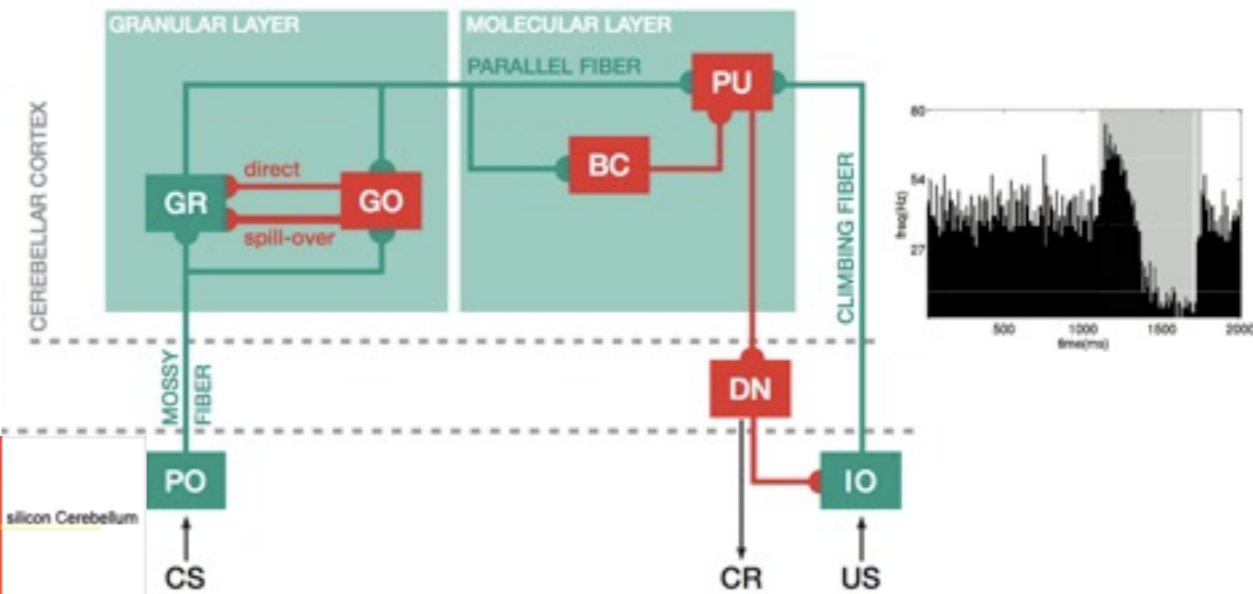 GRANULAR LAYER
MOLECULAR LAYER
PARALLEL FIBER
PU
BC
direct
GR
GO
spill-over
CEREBELLAR CORTEX
CLIMBING FIBER
MOSSY
FIBER
DN
PO
IO
silicon Cerebellum
CS
CR
US
80
54
27
freq(Hz)
500
1000
1500
2000
time(ms)